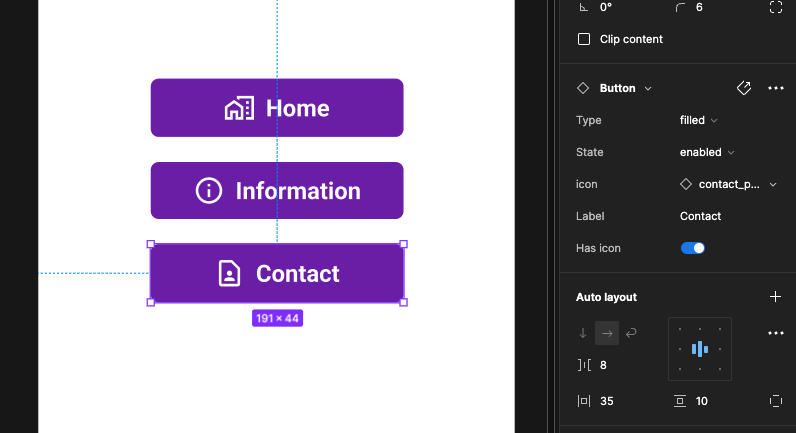 0° 6
Clip content
Button
Home
Type filled
State enabled
Information
icon contact_p...
Label Contact
Has icon
Contact
Auto layout
191 × 44
8
35 10